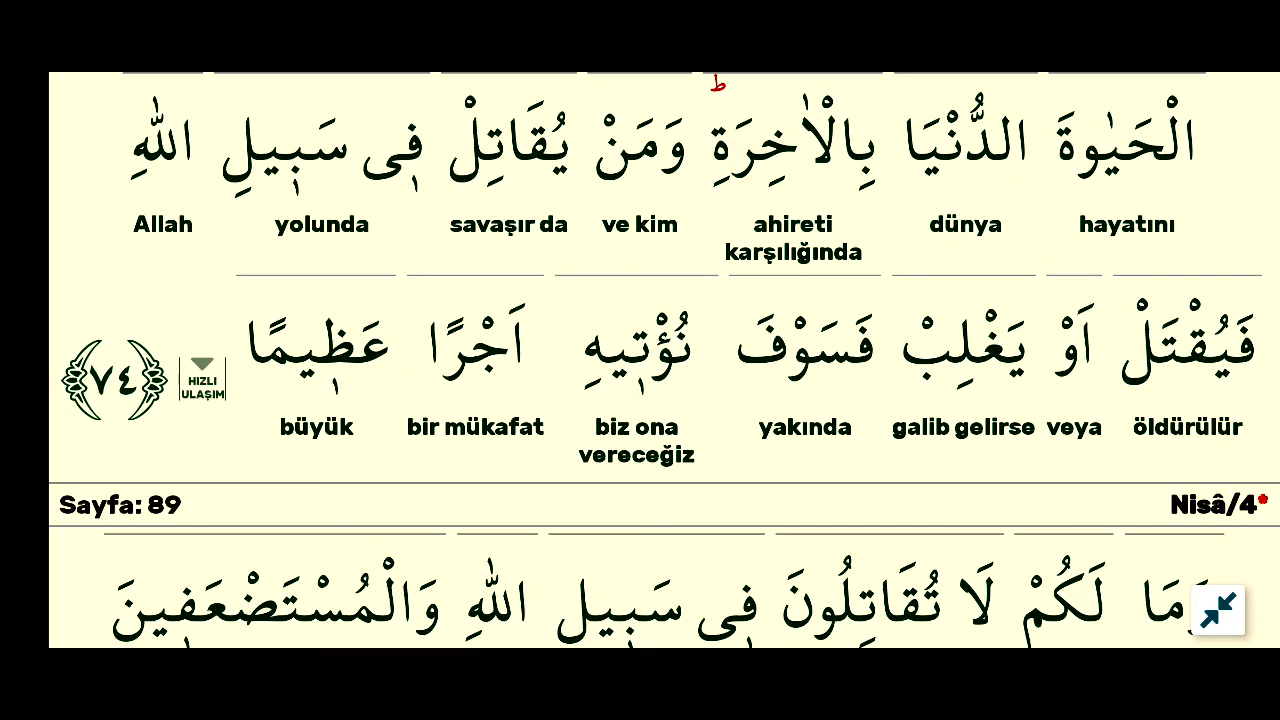 الْحَيٰوةَ الدُّنْيَا بِالْاٰخِرَةِ ط وَمَنْ يُقَاتِلْ فٖى سَبٖيلِ اللّٰهِ
hayatını dünya ahireti karşılığında ve kim savaşır da yolunda Allah
فَيُقْتَلْ اَوْ يَغْلِبْ فَسَوْفَ نُؤْتٖيهِ اَجْرًا عَظٖيمًا ٧٤
öldürülür veya galib gelirse yakında biz ona vereceğiz bir mükafat büyük
HIZLI
ULAŞIM
Sayfa: 89 Nisâ/4*
وَمَا لَكُمْ لَا تُقَاتِلُونَ فٖى سَبٖيلِ اللّٰهِ وَالْمُسْتَضْعَفٖينَ